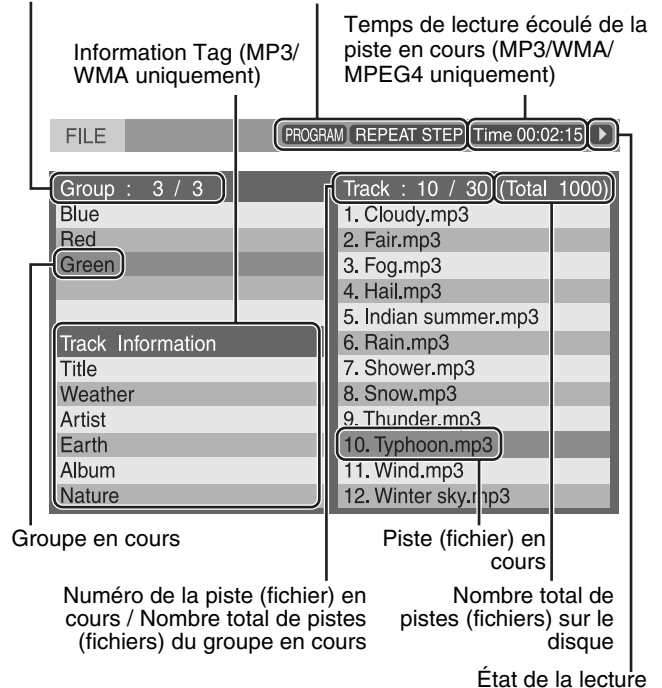 Information Tag (MP3/
WMA uniquement)
Temps de lecture écoulé de la
piste en cours (MP3/WMA/
MPEG4 uniquement)
FILE
PROGRAM REPEAT STEP Time 00:02:15
Group : 3 / 3
Blue
Red
Green
Track Information
Title
Weather
Artist
Earth
Album
Nature
Track : 10 / 30 (Total 1000)
1. Cloudy.mp3
2. Fair.mp3
3. Fog.mp3
4. Hail.mp3
5. Indian summer.mp3
6. Rain.mp3
7. Shower.mp3
8. Snow.mp3
9. Thunder.mp3
10. Typhoon.mp3
11. Wind.mp3
12. Winter sky.mp3
Groupe en cours
Piste (fichier) en
cours
Numéro de la piste (fichier) en
cours / Nombre total de pistes
(fichiers) du groupe en cours
Nombre total de
pistes (fichiers) sur le
disque
État de la lecture